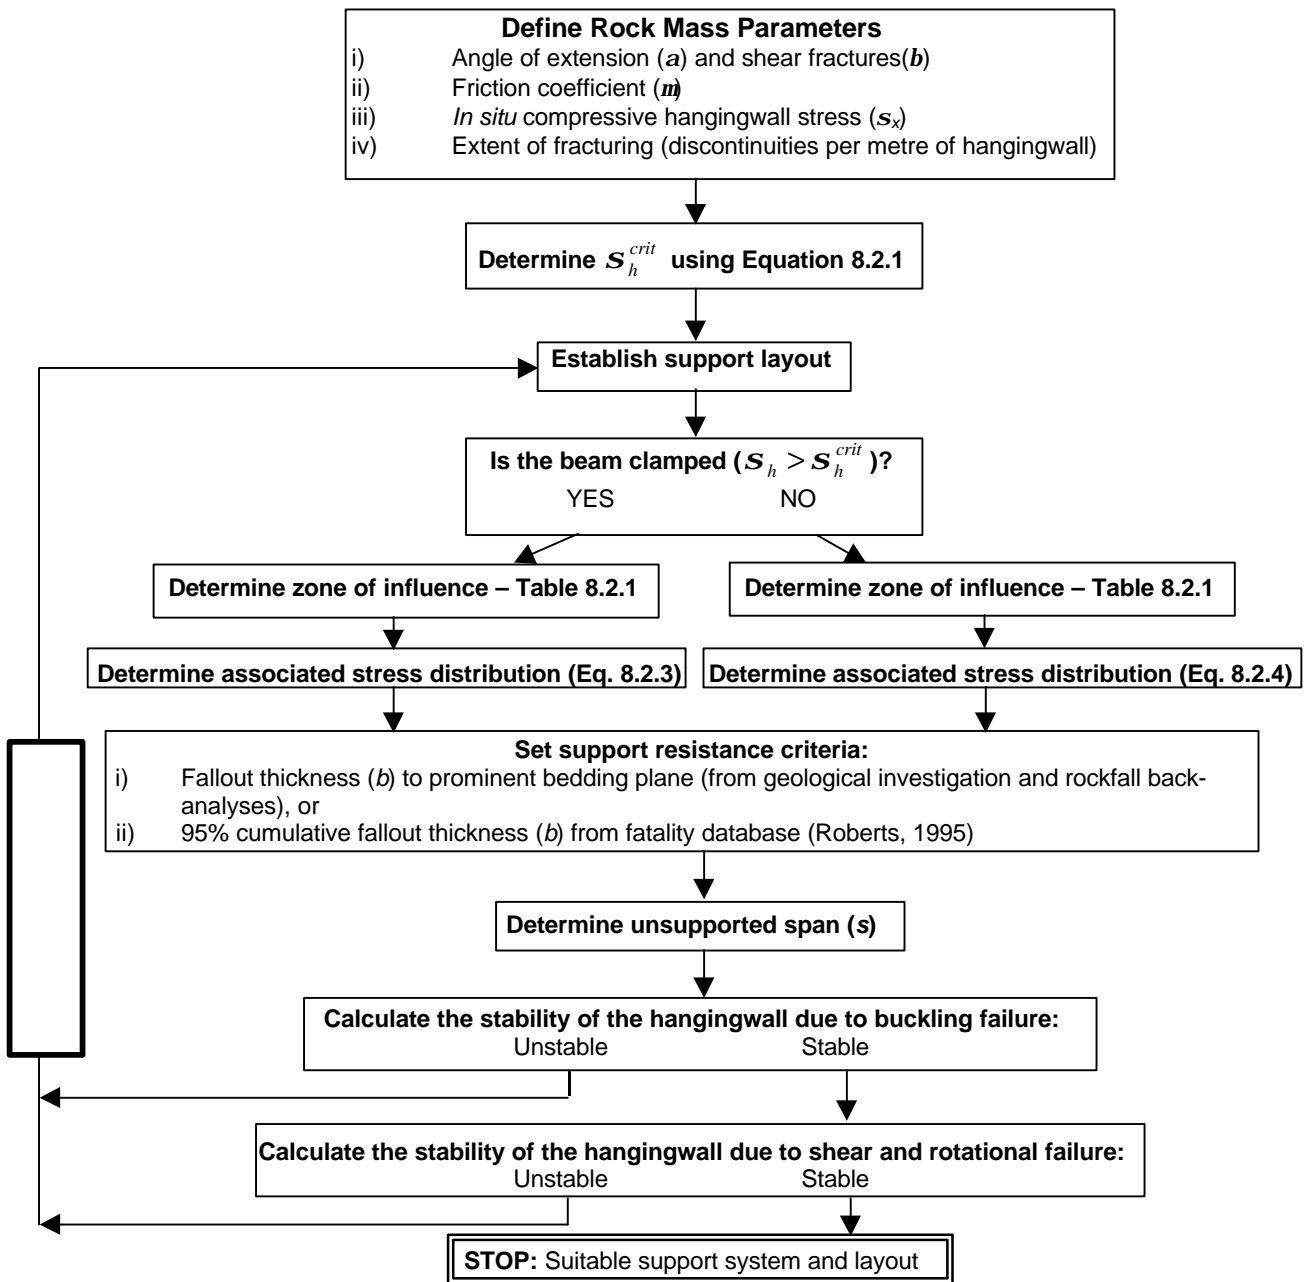 Define Rock Mass Parameters
i) Angle of extension (a) and shear fractures(b)
ii) Friction coefficient (m)
iii) In situ compressive hangingwall stress (sx)
iv) Extent of fracturing (discontinuities per metre of hangingwall)
Determine s_h^crit using Equation 8.2.1
Establish support layout
Is the beam clamped (s_h > s_h^crit)?
YES NO
Determine zone of influence – Table 8.2.1
Determine zone of influence – Table 8.2.1
Determine associated stress distribution (Eq. 8.2.3)
Determine associated stress distribution (Eq. 8.2.4)
Set support resistance criteria:
i) Fallout thickness (b) to prominent bedding plane (from geological investigation and rockfall back-
analyses), or
ii) 95% cumulative fallout thickness (b) from fatality database (Roberts, 1995)
Determine unsupported span (s)
Calculate the stability of the hangingwall due to buckling failure:
Unstable Stable
Calculate the stability of the hangingwall due to shear and rotational failure:
Unstable Stable
STOP: Suitable support system and layout